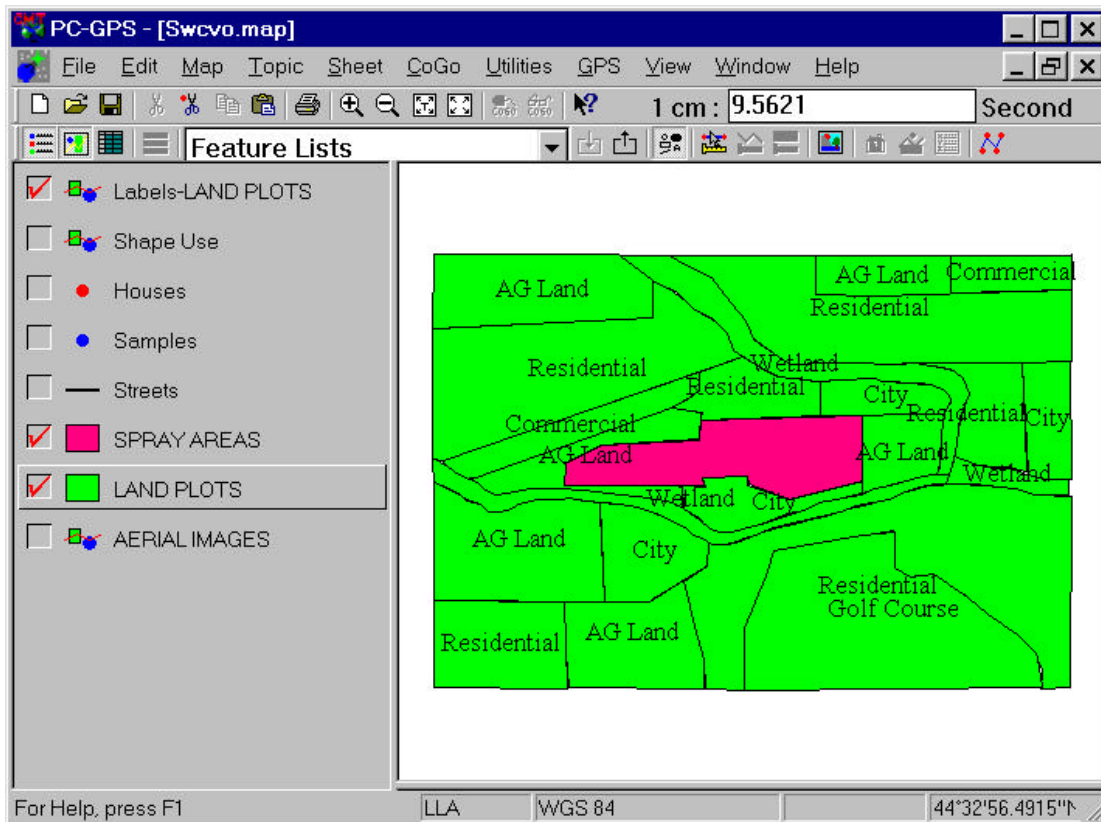 PC-GPS - [Swcvo.map]
File Edit Map Topic Sheet CoGo Utilities GPS View Window Help
1 cm : 9.5621 Second
Feature Lists
Labels-LAND PLOTS
Shape Use
Houses
Samples
Streets
SPRAY AREAS
LAND PLOTS
AERIAL IMAGES
AG Land
AG Land
Commercial
Residential
Residential
Wetland
Residential
City
Commercial
Residential
City
AG Land
AG Land
Wetland
Wetland
City
AG Land
City
Residential
Golf Course
Residential
AG Land
For Help, press F1
LLA
WGS 84
44°32'56.4915"